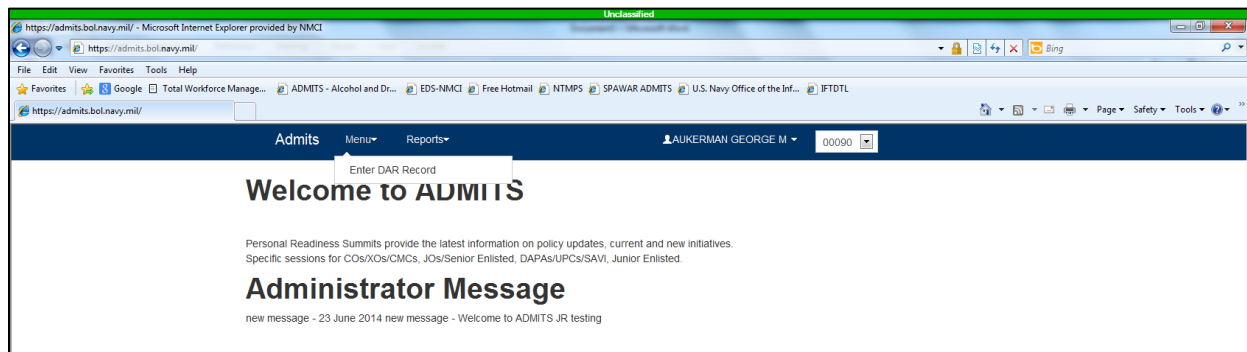 Unclassified
https://admits.bol.navy.mil/ - Microsoft Internet Explorer provided by NMCI
https://admits.bol.navy.mil/
Bing
File Edit View Favorites Tools Help
Favorites Google Total Workforce Manage... ADMITS - Alcohol and Dr... EDS-NMCI Free Hotmail NTMPS SPAWAR ADMITS U.S. Navy Office of the Inf... IFTDTL
https://admits.bol.navy.mil/ Page Safety Tools
Admits Menu Reports AUKERMAN GEORGE M 00090
Enter DAR Record
Welcome to ADMITS
Personal Readiness Summits provide the latest information on policy updates, current and new initiatives.
Specific sessions for COs/XOs/CMCs, JOs/Senior Enlisted, DAPAs/UPCs/SAVI, Junior Enlisted.
Administrator Message
new message - 23 June 2014 new message - Welcome to ADMITS JR testing